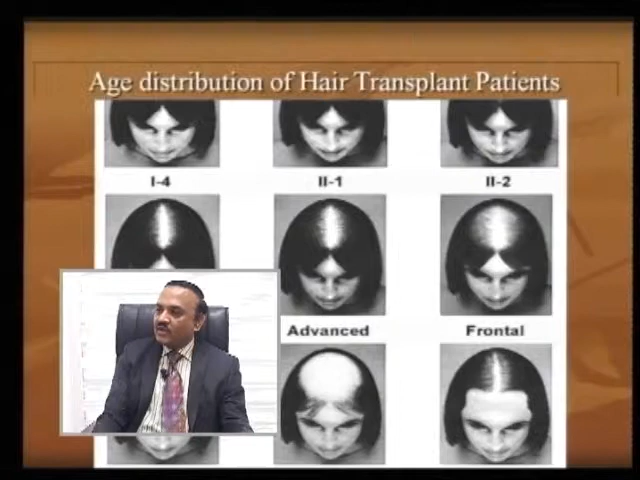 Age distribution of Hair Transplant Patients
I-4 II-1 II-2
Advanced Frontal